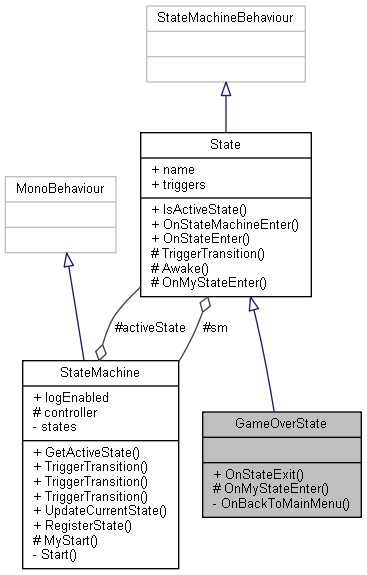 StateMachineBehaviour
State
+ name
+ triggers
+ IsActiveState()
+ OnStateMachineEnter()
+ OnStateEnter()
# TriggerTransition()
# Awake()
# OnMyStateEnter()
MonoBehaviour
#activeState
#sm
StateMachine
+ logEnabled
# controller
- states
+ GetActiveState()
+ TriggerTransition()
+ TriggerTransition()
+ TriggerTransition()
+ UpdateCurrentState()
+ RegisterState()
# MyStart()
- Start()
GameOverState
+ OnStateExit()
# OnMyStateEnter()
- OnBackToMainMenu()